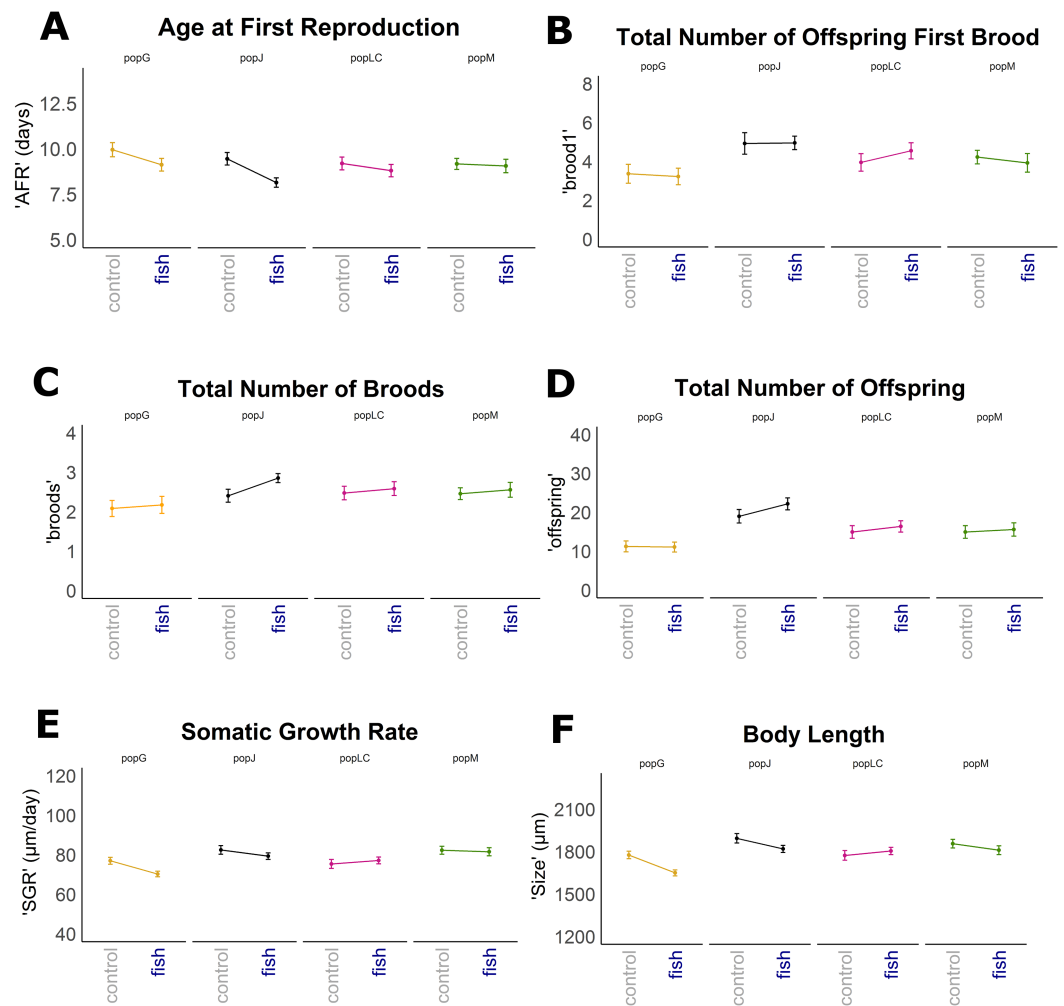 A
Age at First Reproduction
popG popJ popLC popM
'AFR' (days)
12.5
10.0
7.5
5.0
control fish control fish control fish control fish
B
Total Number of Offspring First Brood
popG popJ popLC popM
'brood1'
8
6
4
2
0
control fish control fish control fish control fish
C
Total Number of Broods
popG popJ popLC popM
'broods'
4
3
2
1
0
control fish control fish control fish control fish
D
Total Number of Offspring
popG popJ popLC popM
'offspring'
40
30
20
10
0
control fish control fish control fish control fish
E
Somatic Growth Rate
popG popJ popLC popM
'SGR' (µm/day)
120
100
80
60
40
control fish control fish control fish control fish
F
Body Length
popG popJ popLC popM
'Size' (µm)
2100
1800
1500
1200
control fish control fish control fish control fish